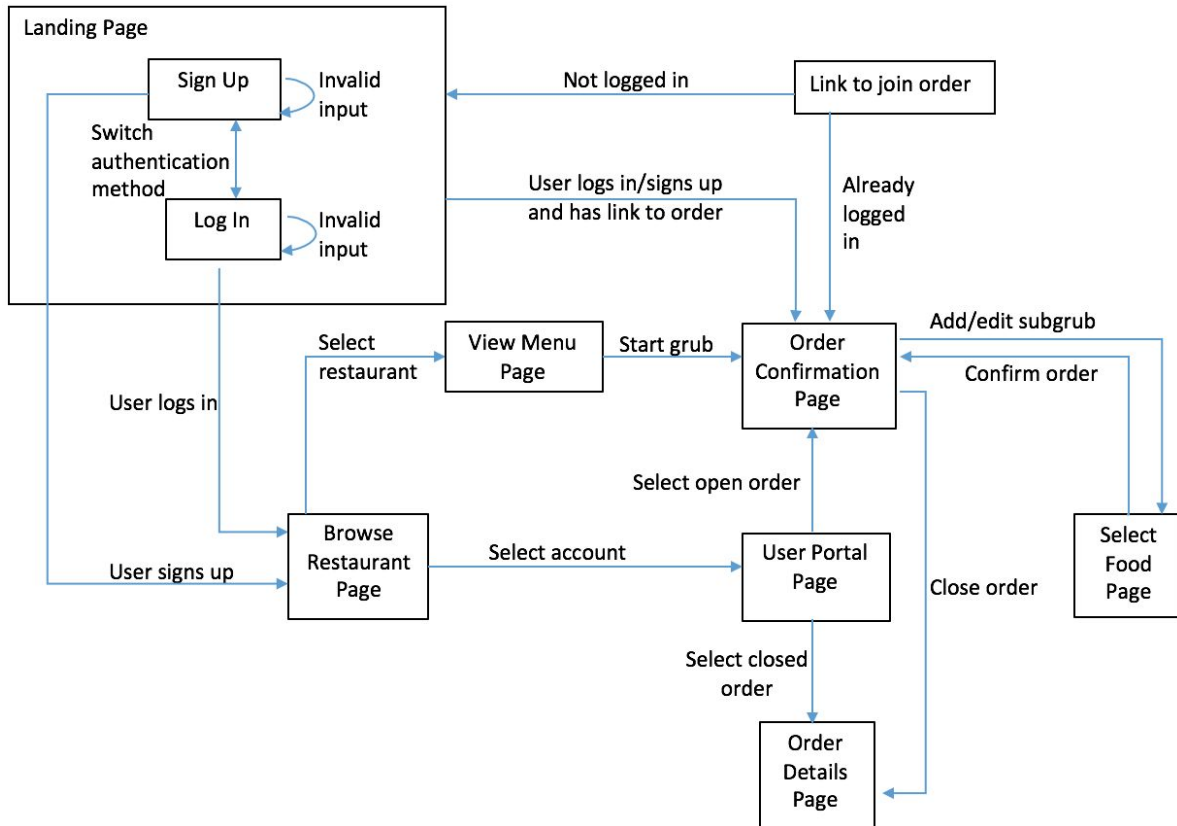 Landing Page
Sign Up
Invalid
input
Switch
authentication
method
Log In
Invalid
input
Not logged in
Link to join order
User logs in/signs up
and has link to order
Already
logged
in
Select
restaurant
View Menu
Page
Start grub
Order
Confirmation
Page
Add/edit subgrub
Confirm order
User logs in
Select open order
Browse
Restaurant
Page
Select account
User Portal
Page
Select
Food
Page
User signs up
Close order
Select closed
order
Order
Details
Page